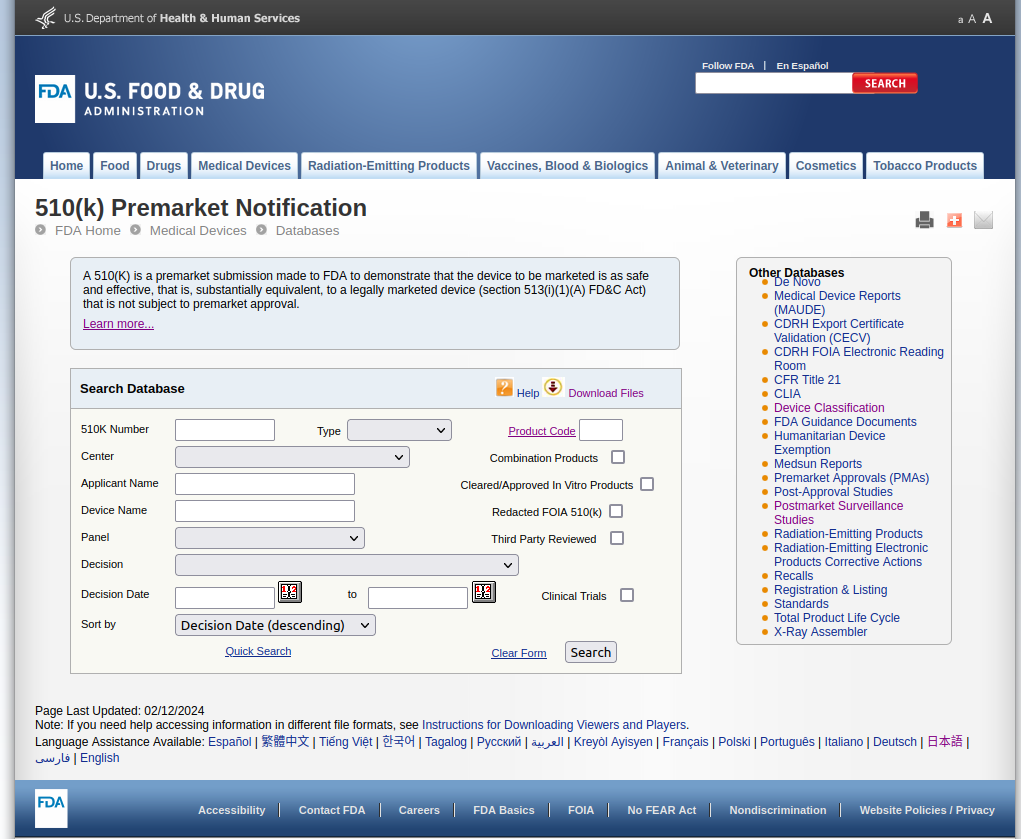 U.S. Department of Health & Human Services
a A A
Follow FDA | En Español
FDA U.S. FOOD & DRUG
ADMINISTRATION
SEARCH
Home Food Drugs Medical Devices Radiation-Emitting Products Vaccines, Blood & Biologics Animal & Veterinary Cosmetics Tobacco Products
510(k) Premarket Notification
FDA Home Medical Devices Databases
A 510(K) is a premarket submission made to FDA to demonstrate that the device to be marketed is as safe
and effective, that is, substantially equivalent, to a legally marketed device (section 513(i)(1)(A) FD&C Act)
that is not subject to premarket approval.
Learn more...
Search Database
? Help Download Files
510K Number Type Product Code
Center Combination Products
Applicant Name Cleared/Approved In Vitro Products
Device Name Redacted FOIA 510(k)
Panel Third Party Reviewed
Decision
Decision Date to Clinical Trials
Sort by Decision Date (descending)
Quick Search Clear Form Search
Other Databases
De Novo
Medical Device Reports
(MAUDE)
CDRH Export Certificate
Validation (CECV)
CDRH FOIA Electronic Reading
Room
CFR Title 21
CLIA
Device Classification
FDA Guidance Documents
Humanitarian Device
Exemption
Medsun Reports
Premarket Approvals (PMAs)
Post-Approval Studies
Postmarket Surveillance
Studies
Radiation-Emitting Products
Radiation-Emitting Electronic
Products Corrective Actions
Recalls
Registration & Listing
Standards
Total Product Life Cycle
X-Ray Assembler
Page Last Updated: 02/12/2024
Note: If you need help accessing information in different file formats, see Instructions for Downloading Viewers and Players.
Language Assistance Available: Español | 繁體中文 | Tiếng Việt | 한국어 | Tagalog | Русский | العربية | Kreyòl Ayisyen | Français | Polski | Português | Italiano | Deutsch | 日本語 |
فارسی | English
FDA
Accessibility Contact FDA Careers FDA Basics FOIA No FEAR Act Nondiscrimination Website Policies / Privacy